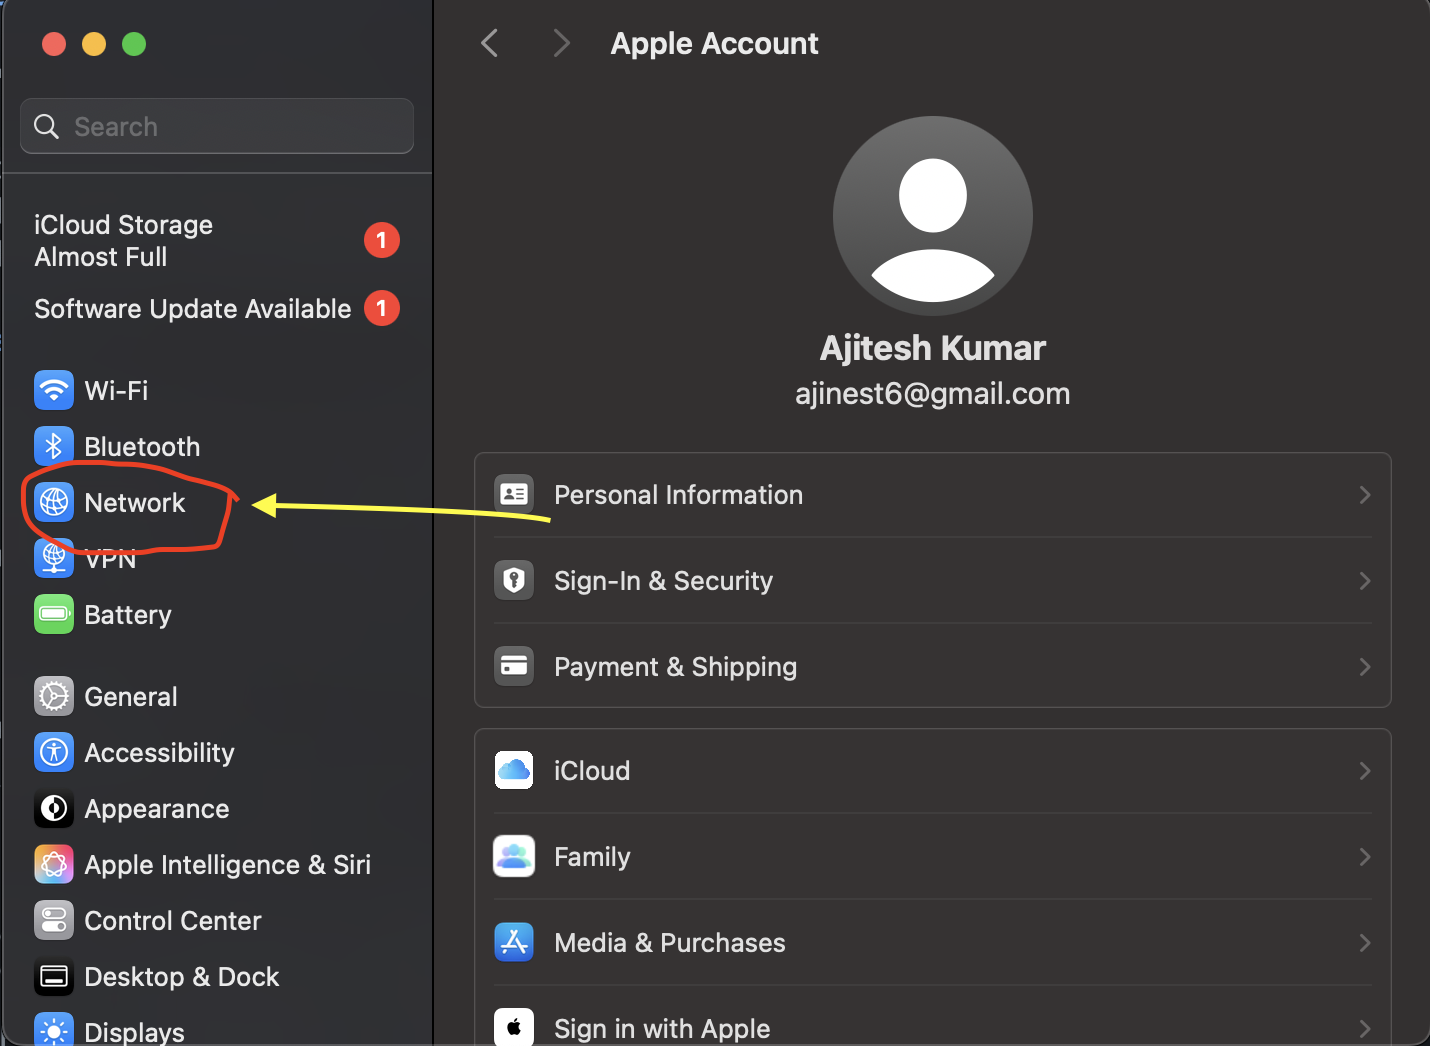 Apple Account
Search
iCloud Storage
Almost Full
1
Software Update Available
1
Wi-Fi
Bluetooth
Network
VPN
Battery
General
Accessibility
Appearance
Apple Intelligence & Siri
Control Center
Desktop & Dock
Displays
Ajitesh Kumar
ajinest6@gmail.com
Personal Information
Sign-In & Security
Payment & Shipping
iCloud
Family
Media & Purchases
Sign in with Apple